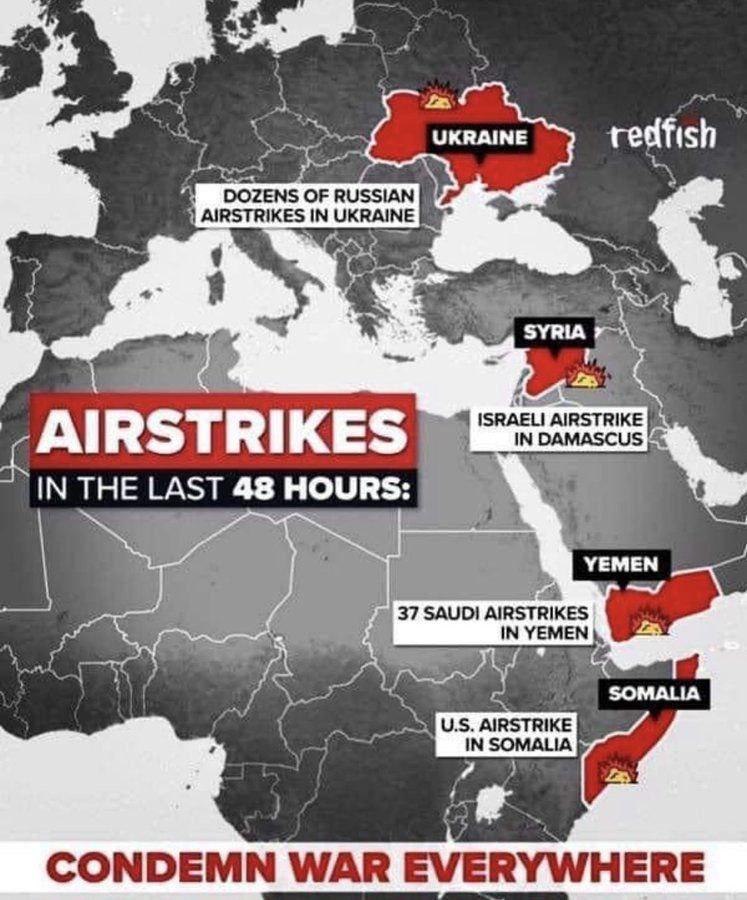 UKRAINE
redfish
DOZENS OF RUSSIAN
AIRSTRIKES IN UKRAINE
SYRIA
ISRAELI AIRSTRIKE
IN DAMASCUS
AIRSTRIKES
IN THE LAST 48 HOURS:
YEMEN
37 SAUDI AIRSTRIKES
IN YEMEN
SOMALIA
U.S. AIRSTRIKE
IN SOMALIA
CONDEMN WAR EVERYWHERE